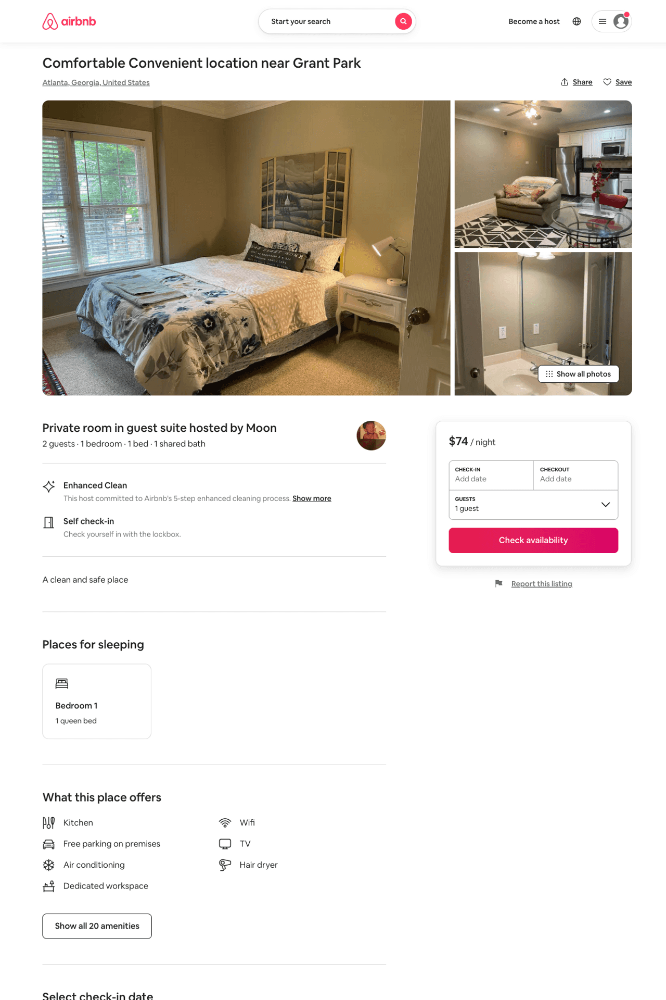 airbnb
Start your search
Become a host
Comfortable Convenient location near Grant Park
Atlanta, Georgia, United States
Share
Save
Show all photos
Private room in guest suite hosted by Moon
2 guests · 1 bedroom · 1 bed · 1 shared bath
$74 / night
CHECK-IN
Add date
CHECKOUT
Add date
GUESTS
1 guest
Check availability
Report this listing
Enhanced Clean
This host committed to Airbnb's 5-step enhanced cleaning process. Show more
Self check-in
Check yourself in with the lockbox.
A clean and safe place
Places for sleeping
Bedroom 1
1 queen bed
What this place offers
Kitchen
Wifi
Free parking on premises
TV
Air conditioning
Hair dryer
Dedicated workspace
Show all 20 amenities
Select check-in date